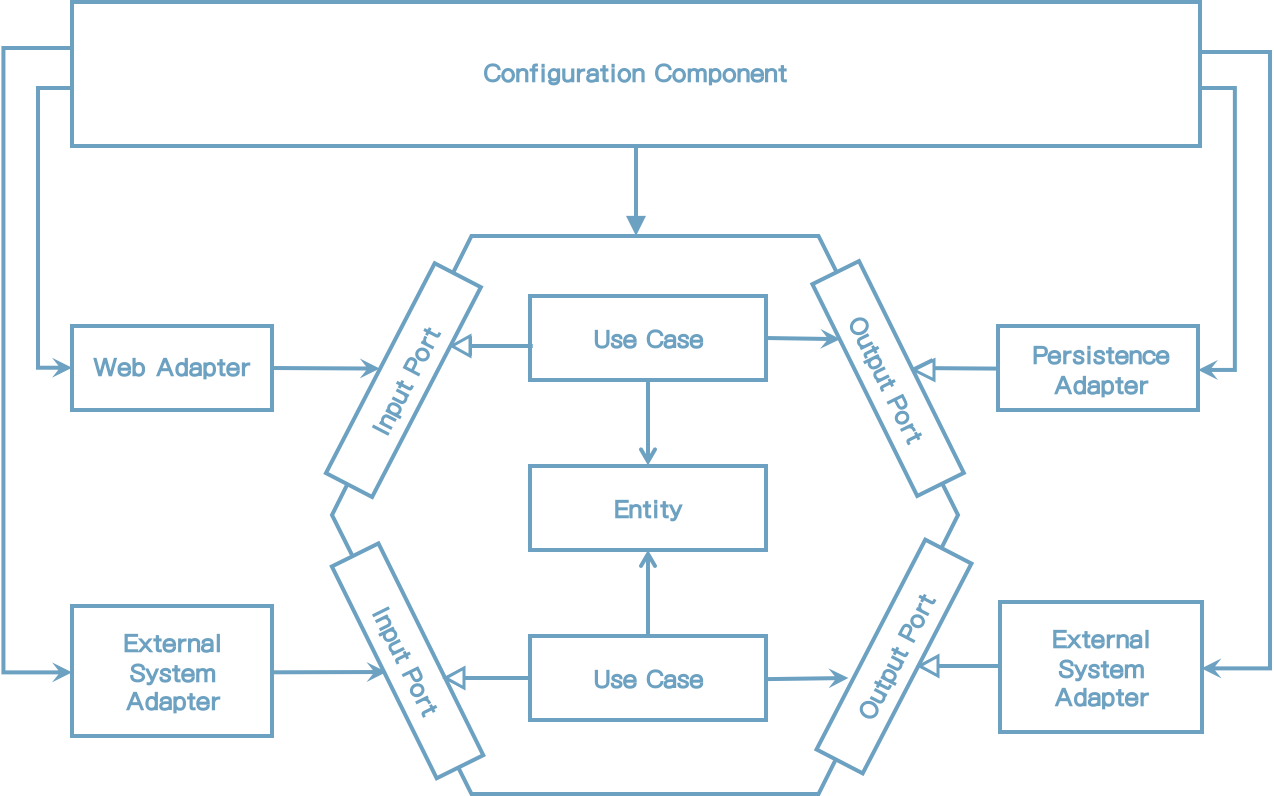 Configuration Component
Input Port
Use Case
Output Port
Web Adapter
Persistence
Adapter
Entity
External
System
Adapter
Input Port
Use Case
Output Port
External
System
Adapter